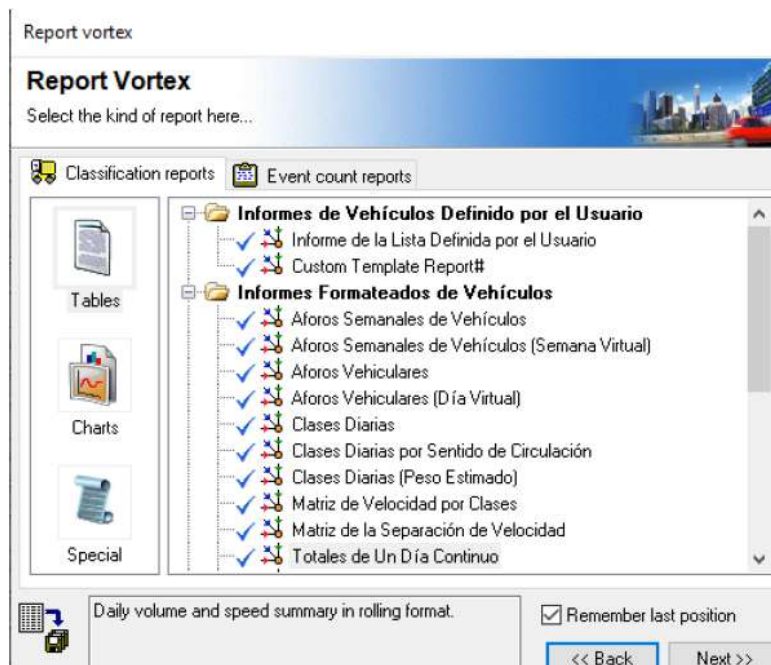 Report vortex
Report Vortex
Select the kind of report here...
Classification reports
Event count reports
Tables
Charts
Special
Informes de Vehículos Definido por el Usuario
Informe de la Lista Definida por el Usuario
Custom Template Report#
Informes Formateados de Vehículos
Aforos Semanales de Vehículos
Aforos Semanales de Vehículos (Semana Virtual)
Aforos Vehiculares
Aforos Vehiculares (Día Virtual)
Clases Diarias
Clases Diarias por Sentido de Circulación
Clases Diarias (Peso Estimado)
Matriz de Velocidad por Clases
Matriz de la Separación de Velocidad
Totales de Un Día Continuo
Daily volume and speed summary in rolling format.
Remember last position
<< Back
Next >>